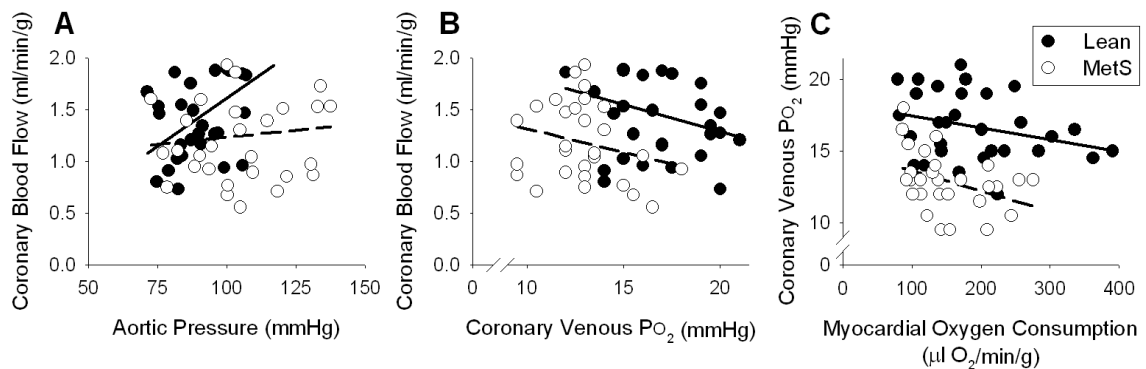 A
Coronary Blood Flow (ml/min/g)
2.0
1.5
1.0
0.5
0.0
50 75 100 125 150
Aortic Pressure (mmHg)
B
Coronary Blood Flow (ml/min/g)
2.0
1.5
1.0
0.5
0.0
0 10 15 20
Coronary Venous PO₂ (mmHg)
C
Coronary Venous PO₂ (mmHg)
20
15
10
0
0 100 200 300 400
Myocardial Oxygen Consumption
(μl O₂/min/g)
Lean
MetS